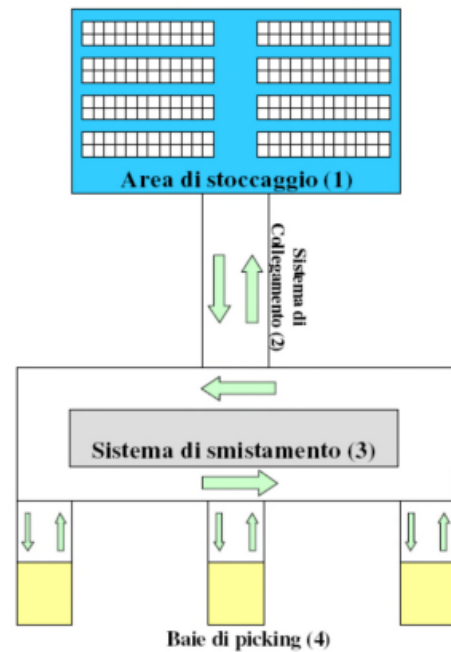 Area di stoccaggio (1)
Sistema di
Collegamento (2)
Sistema di smistamento (3)
Baie di picking (4)